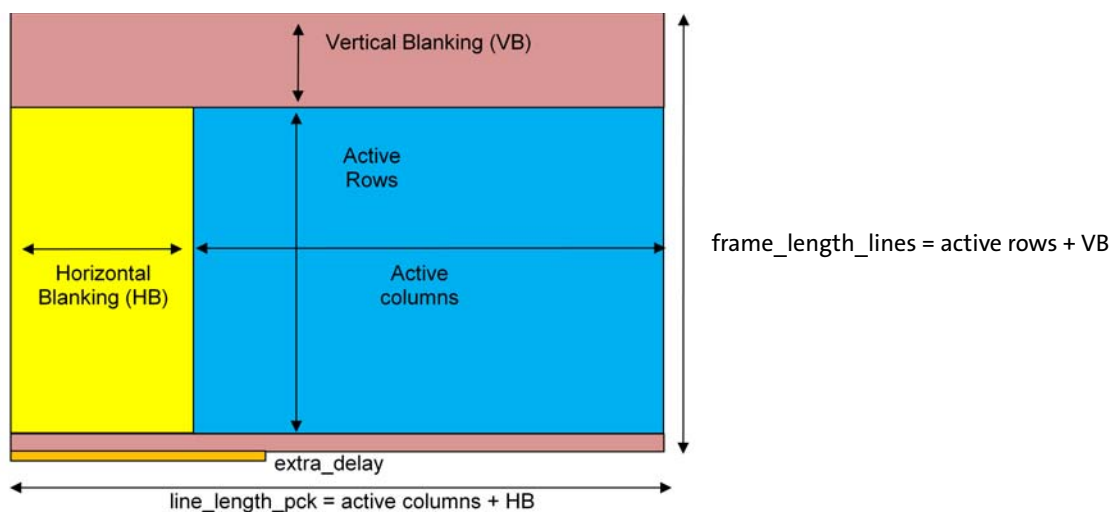 Vertical Blanking (VB)
Active
Rows
frame_length_lines = active rows + VB
Horizontal
Blanking (HB)
Active
columns
extra_delay
line_length_pck = active columns + HB